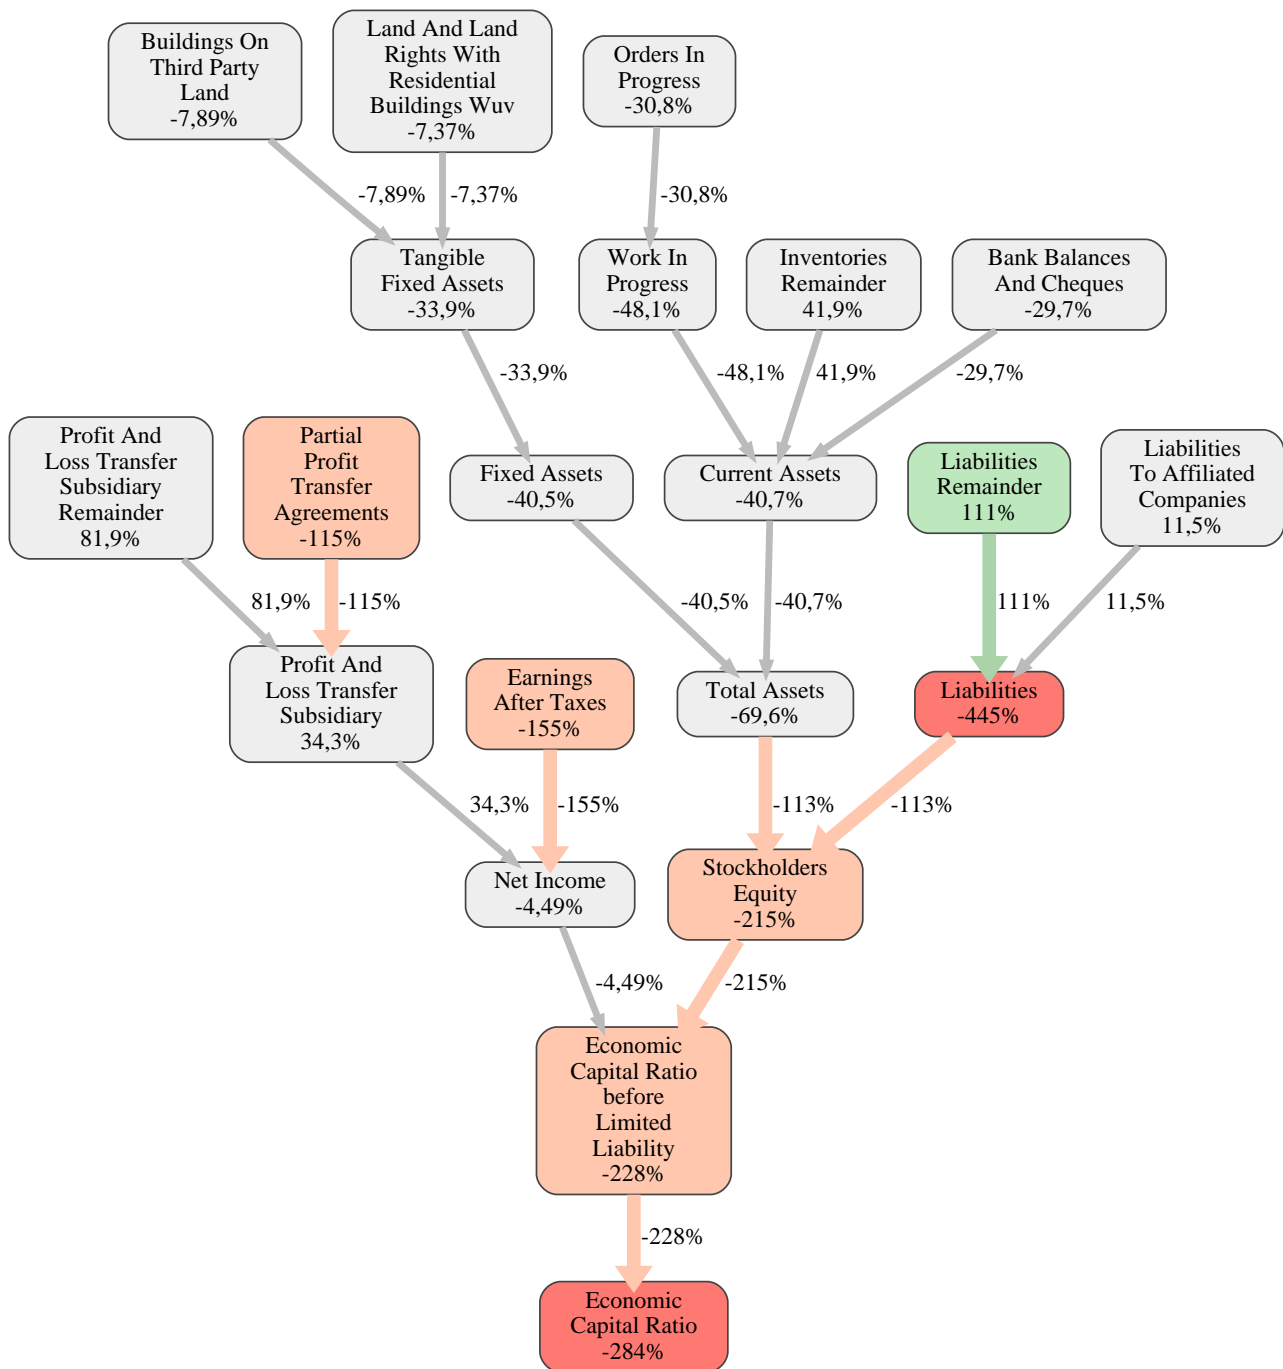 Buildings On
Third Party
Land
-7,89%
Land And Land
Rights With
Residential
Buildings Wuv
-7,37%
Orders In
Progress
-30,8%
-7,89%
-7,37%
-30,8%
Tangible
Fixed Assets
-33,9%
Work In
Progress
-48,1%
Inventories
Remainder
41,9%
Bank Balances
And Cheques
-29,7%
-33,9%
-48,1%
41,9%
-29,7%
Profit And
Loss Transfer
Subsidiary
Remainder
81,9%
Partial
Profit
Transfer
Agreements
-115%
Fixed Assets
-40,5%
Current Assets
-40,7%
Liabilities
Remainder
111%
Liabilities
To Affiliated
Companies
11,5%
81,9%
-115%
-40,5%
-40,7%
111%
11,5%
Profit And
Loss Transfer
Subsidiary
34,3%
Earnings
After Taxes
-155%
Total Assets
-69,6%
Liabilities
-445%
34,3%
-155%
-113%
-113%
Net Income
-4,49%
Stockholders
Equity
-215%
-4,49%
-215%
Economic
Capital Ratio
before
Limited
Liability
-228%
-228%
Economic
Capital Ratio
-284%